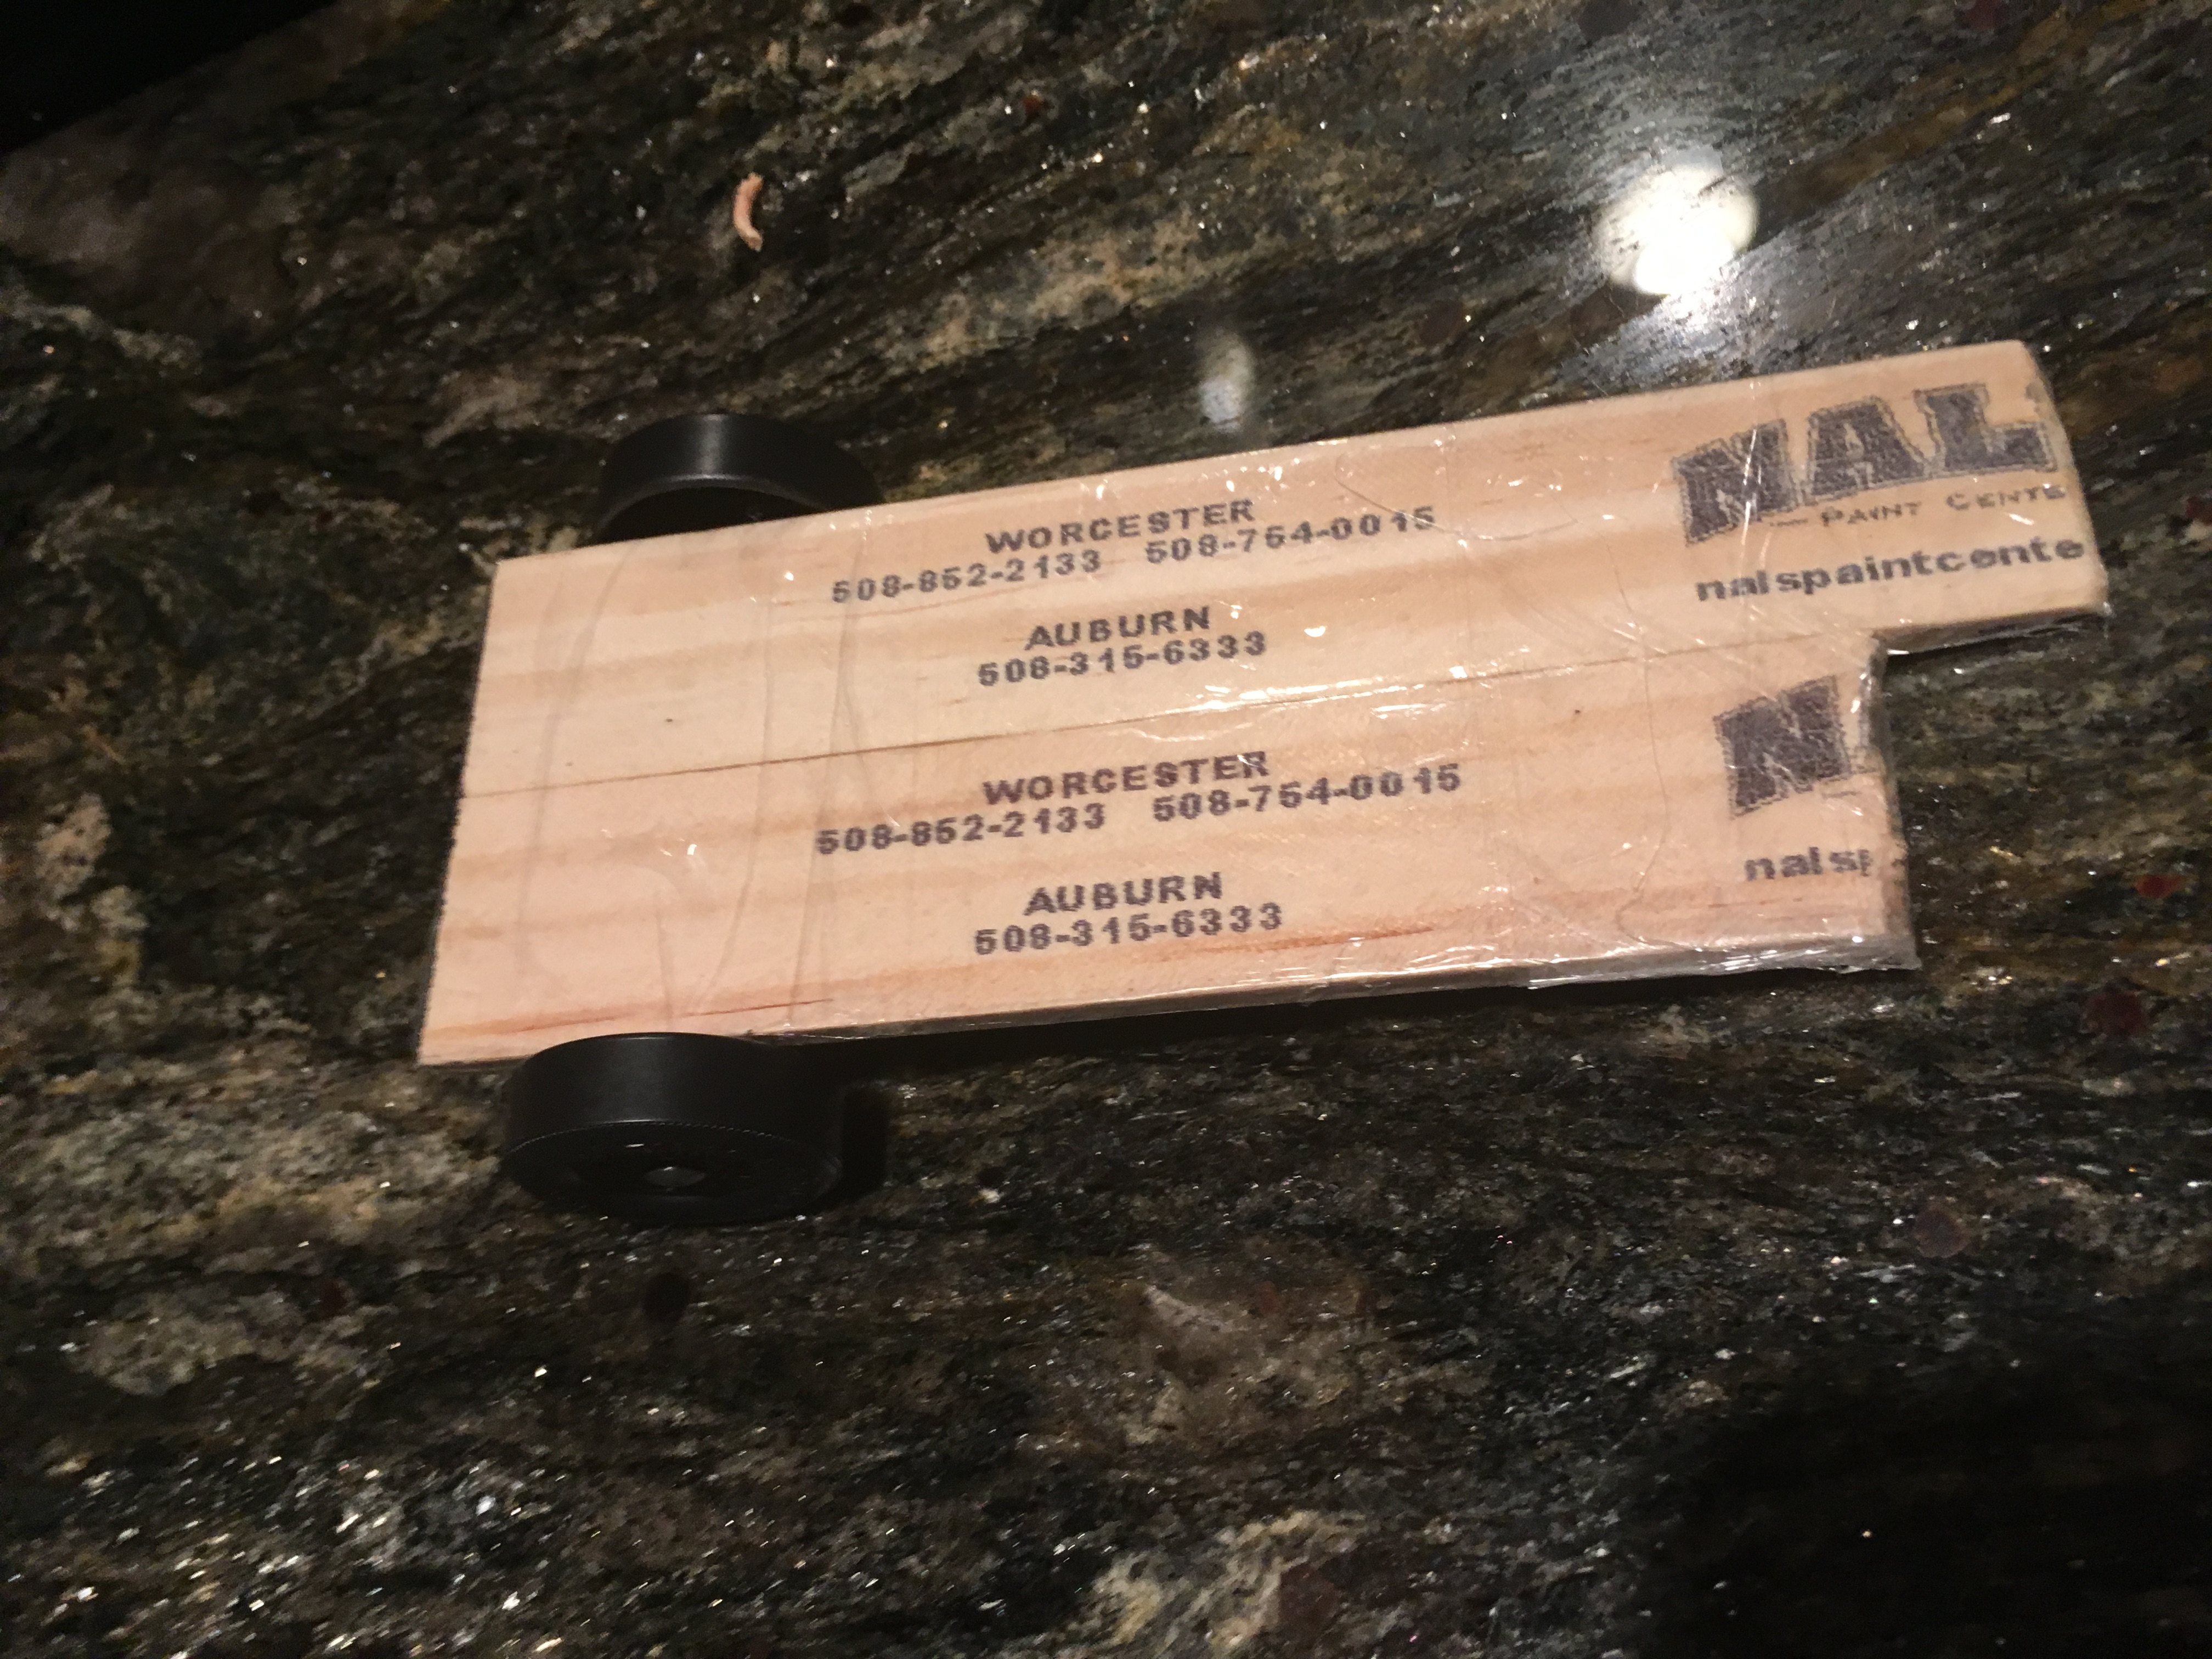 NAL
PAINT CENTE
nalspaintcente
WORCESTER
508-852-2133 508-754-0015
AUBURN
508-315-6333
N
nalsp
WORCESTER
508-852-2133 508-754-0015
AUBURN
508-315-6333